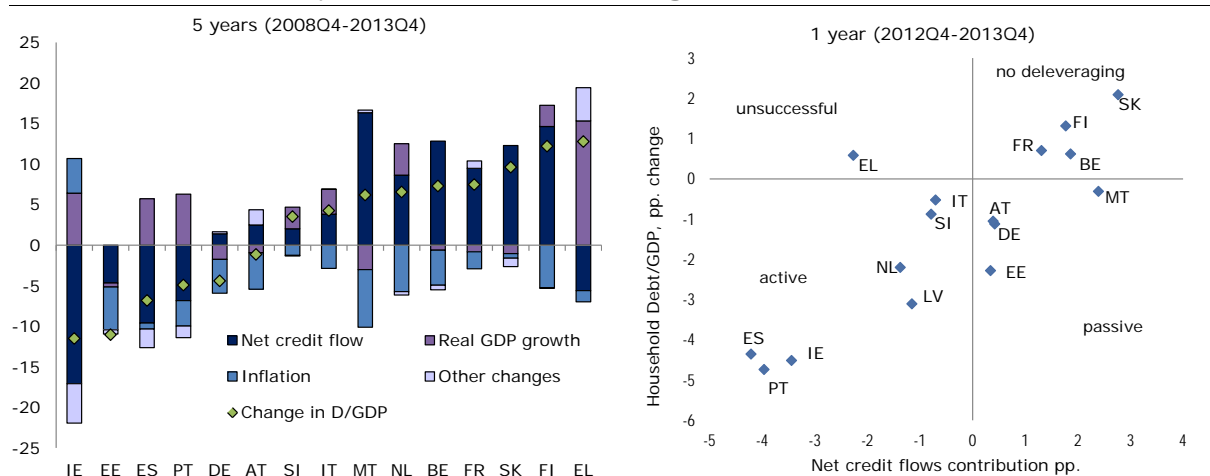 5 years (2008Q4-2013Q4)
25
20
15
10
5
0
-5
-10
-15
-20
-25
Net credit flow
Real GDP growth
Inflation
Other changes
Change in D/GDP
IE EE ES PT DE AT SI IT MT NL BE FR SK FI EL
1 year (2012Q4-2013Q4)
Household Debt/GDP, pp. change
3
2
1
0
-1
-2
-3
-4
-5
-6
no deleveraging
unsuccessful
active
passive
SK
FI
FR
BE
EL
MT
IT
AT
SI
DE
NL
EE
LV
ES
IE
PT
-5 -4 -3 -2 -1 0 1 2 3 4
Net credit flows contribution pp.